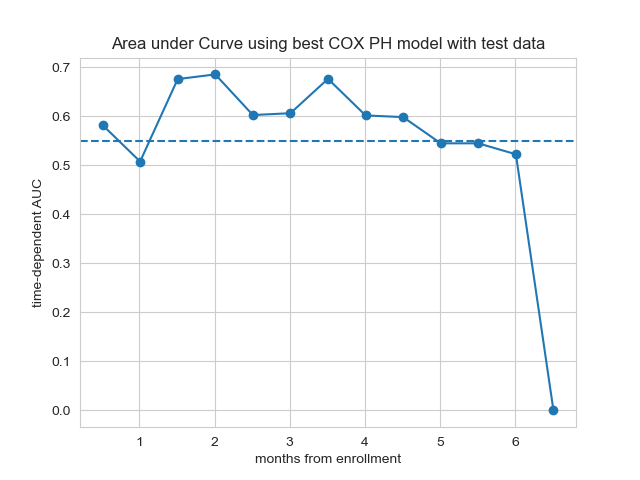 Area under Curve using best COX PH model with test data
0.7
0.6
0.5
0.4
0.3
0.2
0.1
0.0
time-dependent AUC
1 2 3 4 5 6
months from enrollment